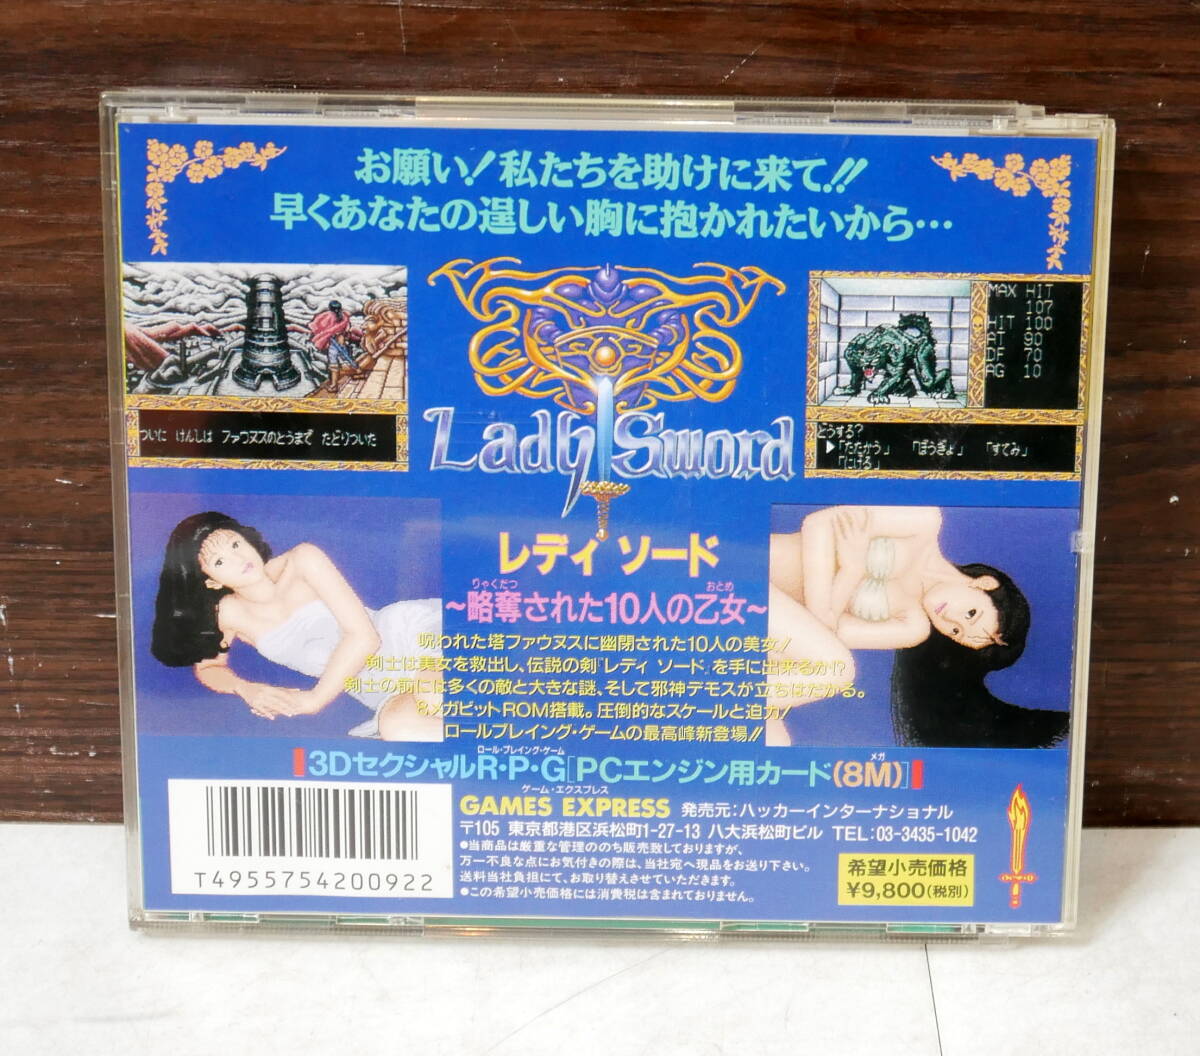 お願い!私たちを助けに来て!!
早くあなたの逞しい胸に抱かれたいから…
ついに けんしは ファウヌスのとうまで たどりついた
MAX HIT
107
HIT 100
AT 90
DF 70
AG 10
どうする?
▶「たたかう」 「ぼうぎょ」 「すてみ」
「にげる」
Lady Sword
レディ ソード
りゃくだつ おとめ
〜略奪された10人の乙女〜
呪われた塔ファウヌスに幽閉された10人の美女!
剣士は美女を救出し、伝説の剣『レディ ソード』を手に出来るか!?
剣士の前には多くの敵と大きな謎、そして邪神デモスが立ちはだかる。
8メガビットROM搭載。圧倒的なスケールと迫力!
ロールプレイング・ゲームの最高峰新登場!!
ロール・プレイング・ゲーム メガ
3DセクシャルR・P・G[PCエンジン用カード(8M)]
ゲーム・エクスプレス
GAMES EXPRESS 発売元:ハッカーインターナショナル
〒105 東京都港区浜松町1-27-13 八大浜松町ビル TEL:03-3435-1042
●当商品は厳重な管理ののち販売致しておりますが、
万一不良な点にお気付きの際は、当社宛へ現品をお送り下さい。
送料当社負担にて、お取り替えさせていただきます。
●この希望小売価格には消費税は含まれておりません。
希望小売価格
¥9,800(税別)
T4955754200922